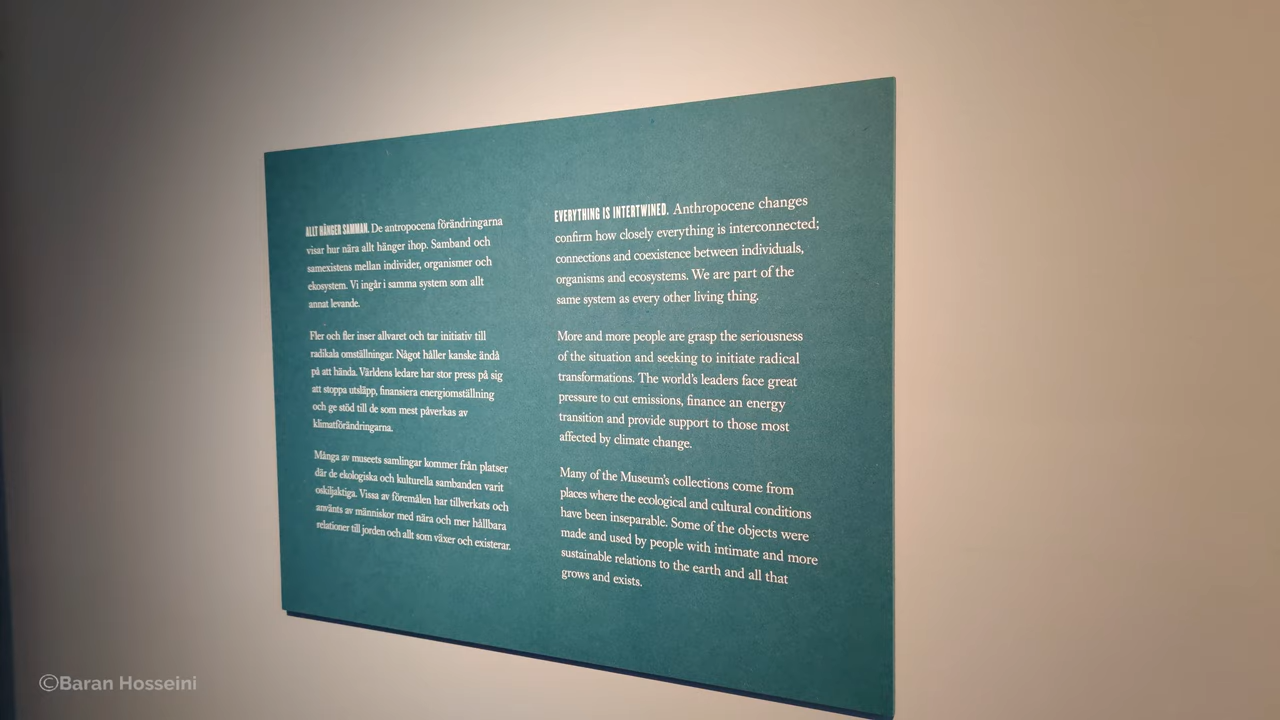 ALLT HÄNGER SAMMAN. De antropocena förändringarna
visar hur nära allt hänger ihop. Samband och
samexistens mellan individer, organismer och
ekosystem. Vi ingår i samma system som allt
annat levande.
Fler och fler inser allvaret och tar initiativ till
radikala omställningar. Något håller kanske ändå
på att hända. Världens ledare har stor press på sig
att stoppa utsläpp, finansiera energiomställning
och ge stöd till de som mest påverkas av
klimatförändringarna.
Många av museets samlingar kommer från platser
där de ekologiska och kulturella sambanden varit
oskiljaktiga. Vissa av föremålen har tillverkats och
använts av människor med nära och mer hållbara
relationer till jorden och allt som växer och existerar.
EVERYTHING IS INTERTWINED. Anthropocene changes
confirm how closely everything is interconnected;
connections and coexistence between individuals,
organisms and ecosystems. We are part of the
same system as every other living thing.
More and more people are grasp the seriousness
of the situation and seeking to initiate radical
transformations. The world's leaders face great
pressure to cut emissions, finance an energy
transition and provide support to those most
affected by climate change.
Many of the Museum's collections come from
places where the ecological and cultural conditions
have been inseparable. Some of the objects were
made and used by people with intimate and more
sustainable relations to the earth and all that
grows and exists.
©Baran Hosseini